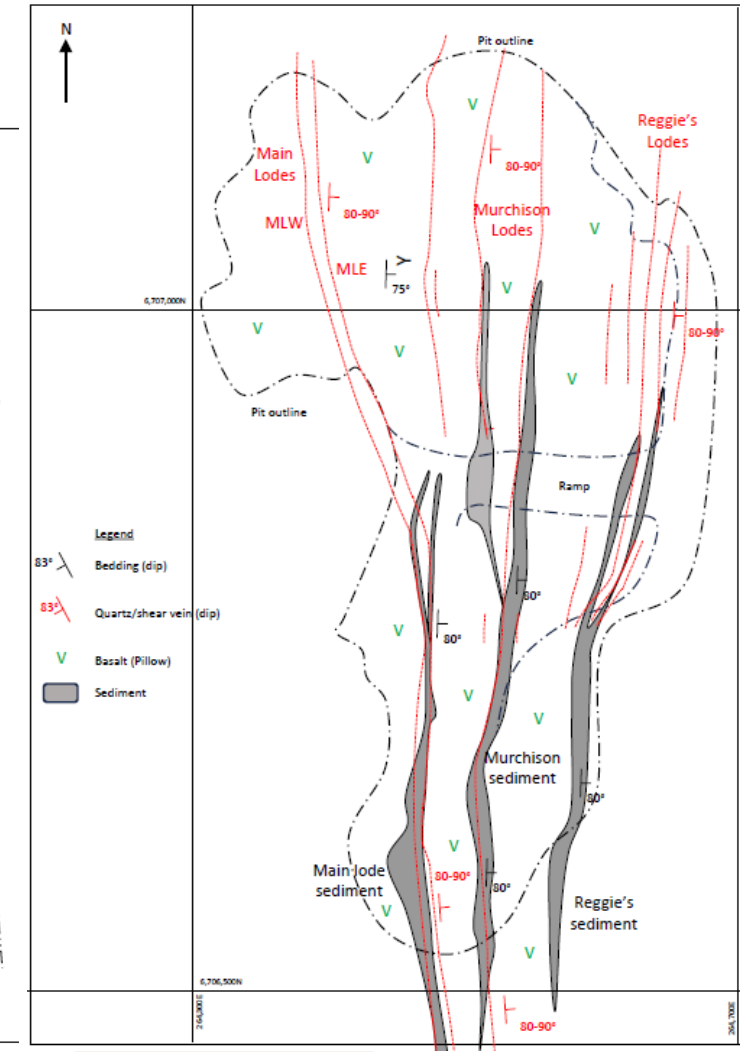 N
Pit outline
Reggie's
Lodes
V
Main
Lodes
V
80-90°
80-90°
MLW
Murchison
Lodes
V
MLE
Y
75°
V
6,707,000N
V
80-90°
V
V
Pit outline
Ramp
Legend
83°
Bedding (dip)
80°
83°
Quartz/shear vein (dip)
V
80°
V
Basalt (Pillow)
Sediment
V
V
Murchison
sediment
80°
V
Main lode
sediment
80-90°
80°
V
Reggie's
sediment
V
6,706,500N
80-90°